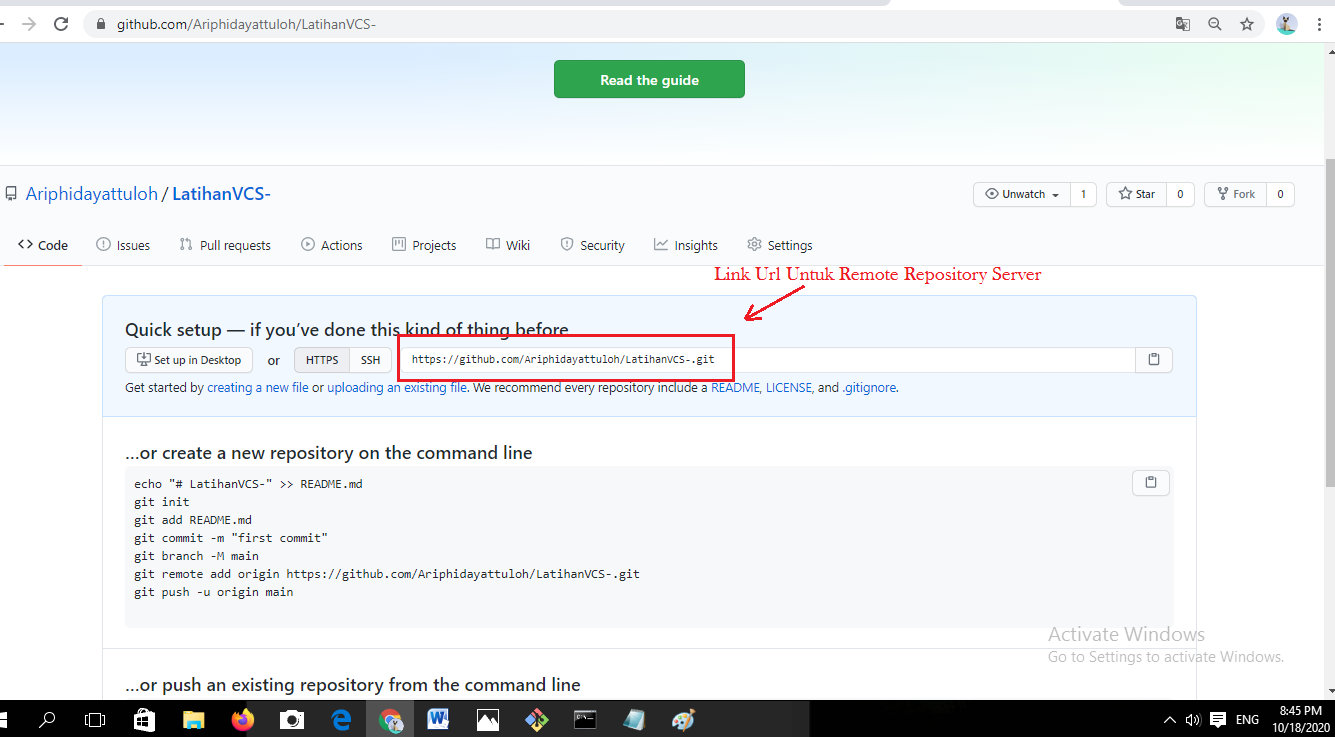 github.com/Ariphidayattuloh/LatihanVCS-
Read the guide
Ariphidayattuloh / LatihanVCS-
Unwatch 1 Star 0 Fork 0
Code Issues Pull requests Actions Projects Wiki Security Insights Settings
Link Url Untuk Remote Repository Server
Quick setup — if you've done this kind of thing before
Set up in Desktop or HTTPS SSH https://github.com/Ariphidayattuloh/LatihanVCS-.git
Get started by creating a new file or uploading an existing file. We recommend every repository include a README, LICENSE, and .gitignore.
…or create a new repository on the command line
echo "# LatihanVCS-" >> README.md
git init
git add README.md
git commit -m "first commit"
git branch -M main
git remote add origin https://github.com/Ariphidayattuloh/LatihanVCS-.git
git push -u origin main
Activate Windows
Go to Settings to activate Windows.
…or push an existing repository from the command line
ENG
8:45 PM
10/18/2020